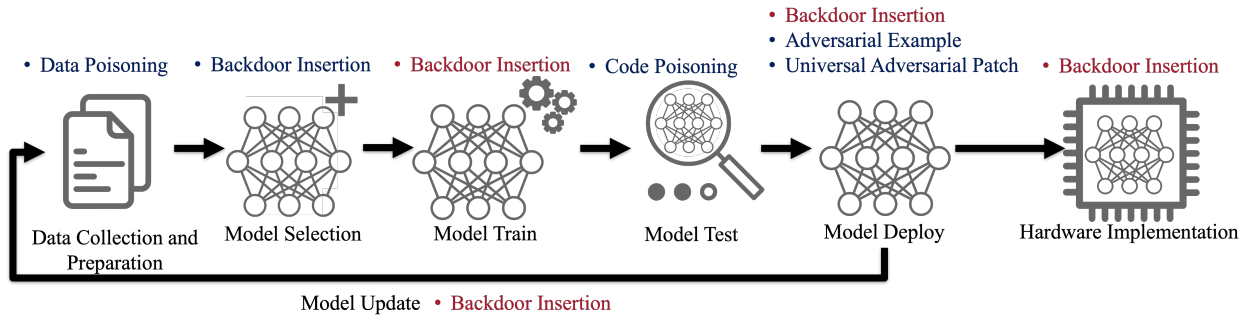 • Backdoor Insertion
• Adversarial Example
• Universal Adversarial Patch
• Data Poisoning
• Backdoor Insertion
• Backdoor Insertion
• Code Poisoning
• Backdoor Insertion
Data Collection and
Preparation
Model Selection
Model Train
Model Test
Model Deploy
Hardware Implementation
Model Update • Backdoor Insertion